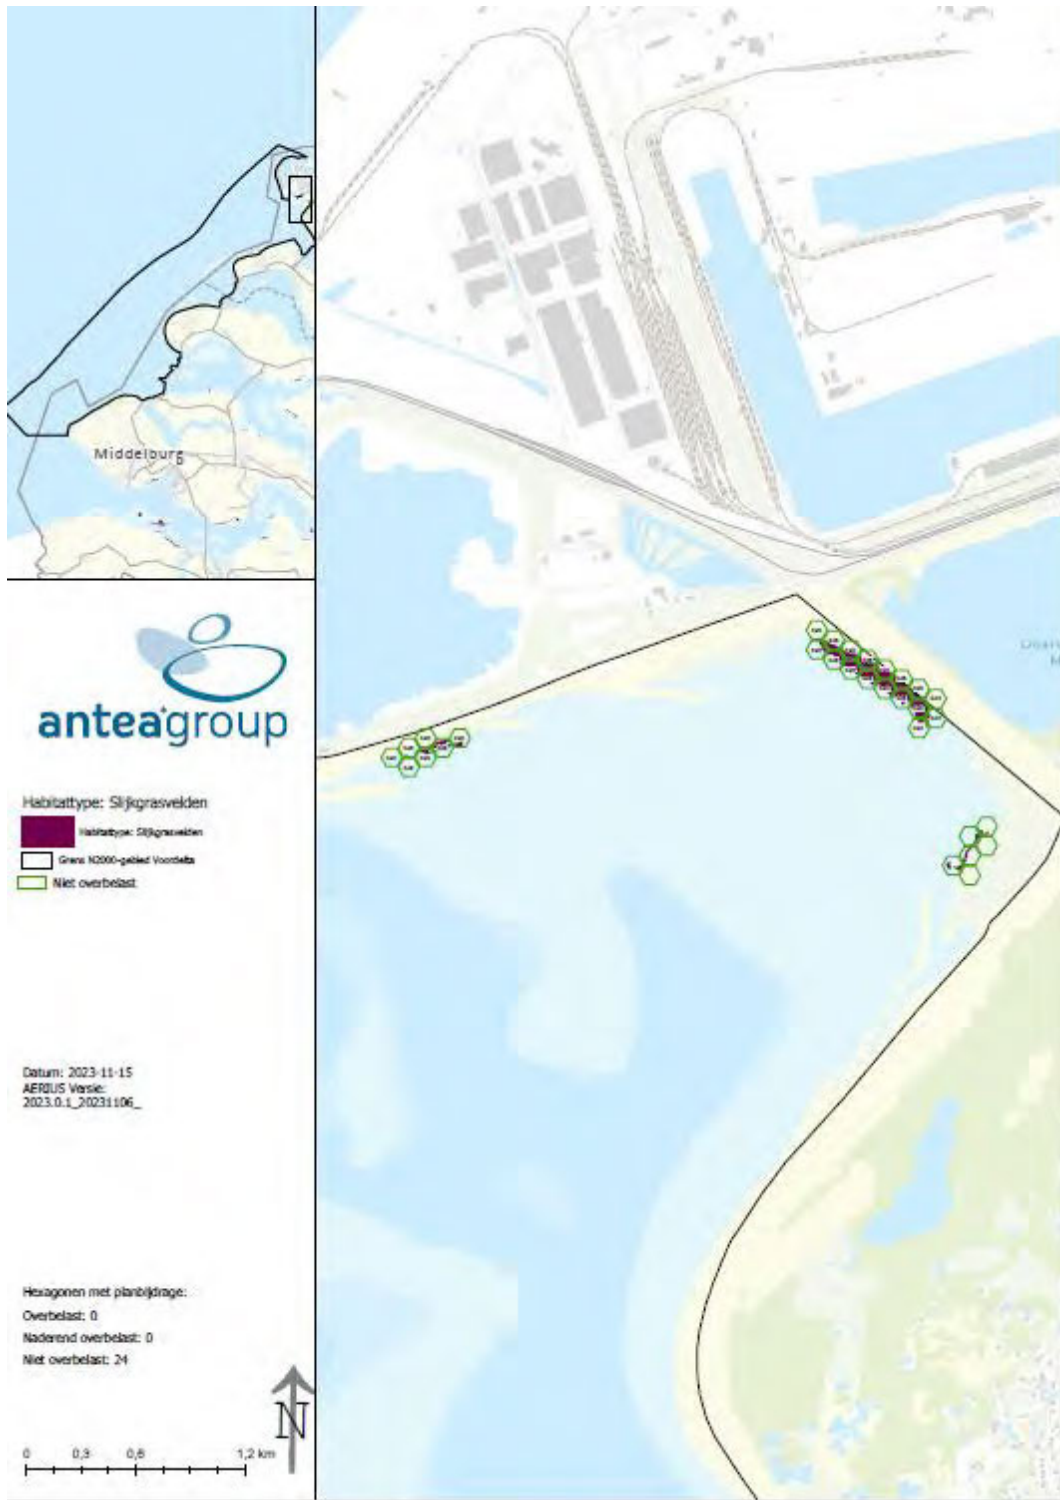 Middelburg
anteagroup
Habitattype: Slijkgrasvelden
Habitattype: Slijkgrasvelden
Grens N2000-gebied Voordelta
Niet overbelast
Datum: 2023-11-15
AERIUS Versie:
2023.0.1_20231106_
Hexagonen met planbijdrage:
Overbelast: 0
Naderend overbelast: 0
Niet overbelast: 24
N
0 0,3 0,6 1,2 km